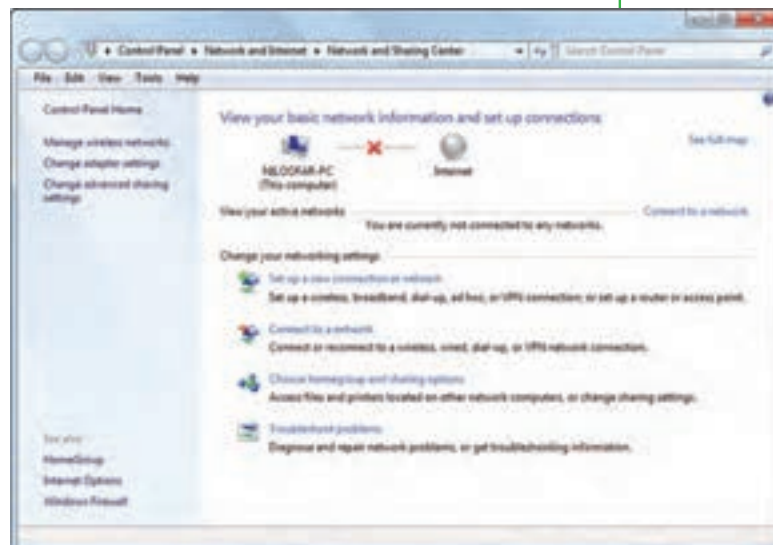 Control Panel ▸ Network and Internet ▸ Network and Sharing Center
Search Control Panel
File Edit View Tools Help
Control Panel Home
Manage wireless networks
Change adapter settings
Change advanced sharing
settings
See also
HomeGroup
Internet Options
Windows Firewall
View your basic network information and set up connections
See full map
NILOOFAR-PC
(This computer)
Internet
View your active networks
Connect to a network
You are currently not connected to any networks.
Change your networking settings
Set up a new connection or network
Set up a wireless, broadband, dial-up, ad hoc, or VPN connection; or set up a router or access point.
Connect to a network
Connect or reconnect to a wireless, wired, dial-up, or VPN network connection.
Choose homegroup and sharing options
Access files and printers located on other network computers, or change sharing settings.
Troubleshoot problems
Diagnose and repair network problems, or get troubleshooting information.